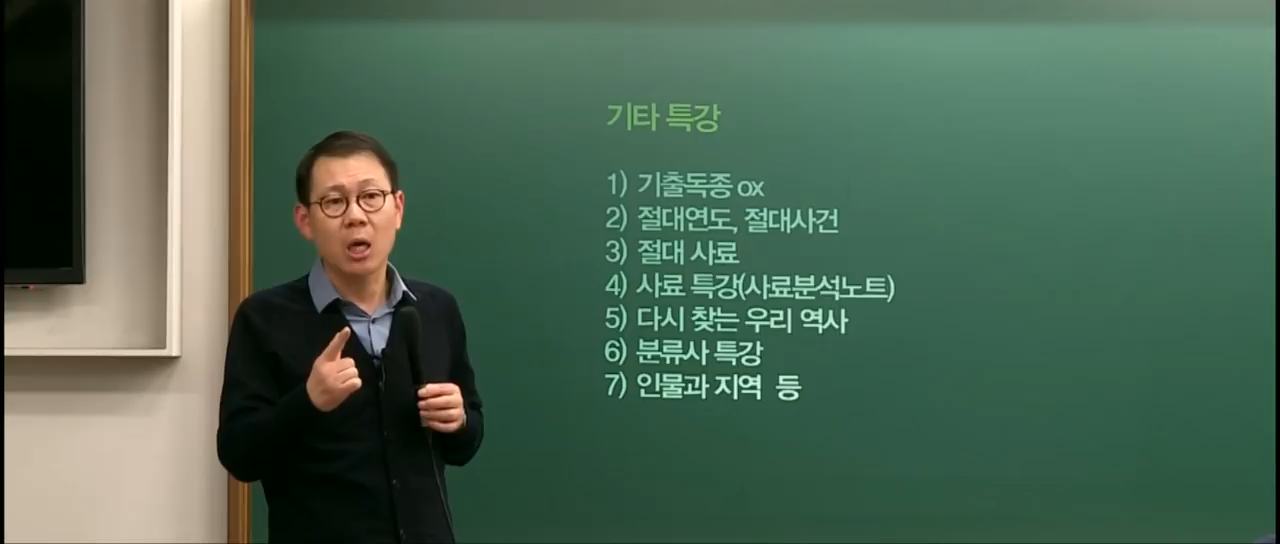 기타 특강
1) 기출독종 ox
2) 절대연도, 절대사건
3) 절대 사료
4) 사료 특강(사료분석노트)
5) 다시 찾는 우리 역사
6) 분류사 특강
7) 인물과 지역 등